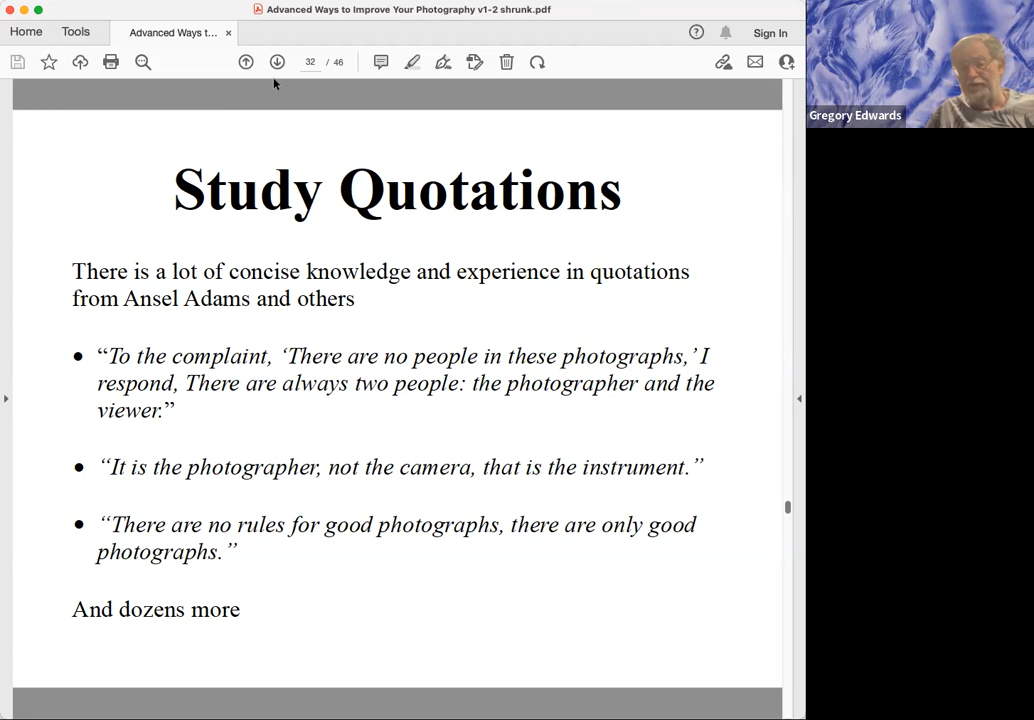 Advanced Ways to Improve Your Photography v1-2 shrunk.pdf
Home Tools Advanced Ways t... × Sign In
32 / 46
Gregory Edwards
Study Quotations
There is a lot of concise knowledge and experience in quotations
from Ansel Adams and others
• “To the complaint, ‘There are no people in these photographs,’ I
respond, There are always two people: the photographer and the
viewer.”
• “It is the photographer, not the camera, that is the instrument.”
• “There are no rules for good photographs, there are only good
photographs.”
And dozens more